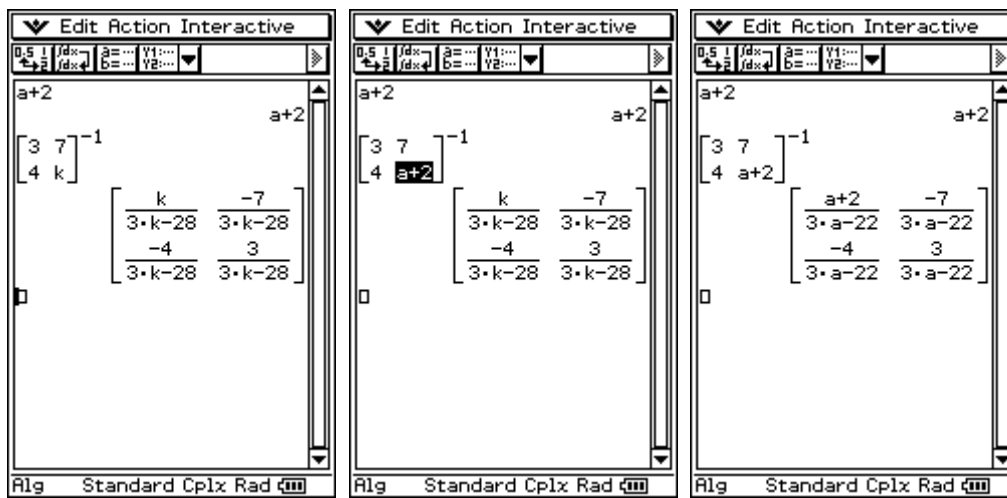 Edit Action Interactive
a+2
a+2
[3 7
4 k]^-1
[k/(3·k-28) -7/(3·k-28)
-4/(3·k-28) 3/(3·k-28)]
Alg Standard Cplx Rad
Edit Action Interactive
a+2
a+2
[3 7
4 a+2]^-1
[k/(3·k-28) -7/(3·k-28)
-4/(3·k-28) 3/(3·k-28)]
Alg Standard Cplx Rad
Edit Action Interactive
a+2
a+2
[3 7
4 a+2]^-1
[a+2/(3·a-22) -7/(3·a-22)
-4/(3·a-22) 3/(3·a-22)]
Alg Standard Cplx Rad